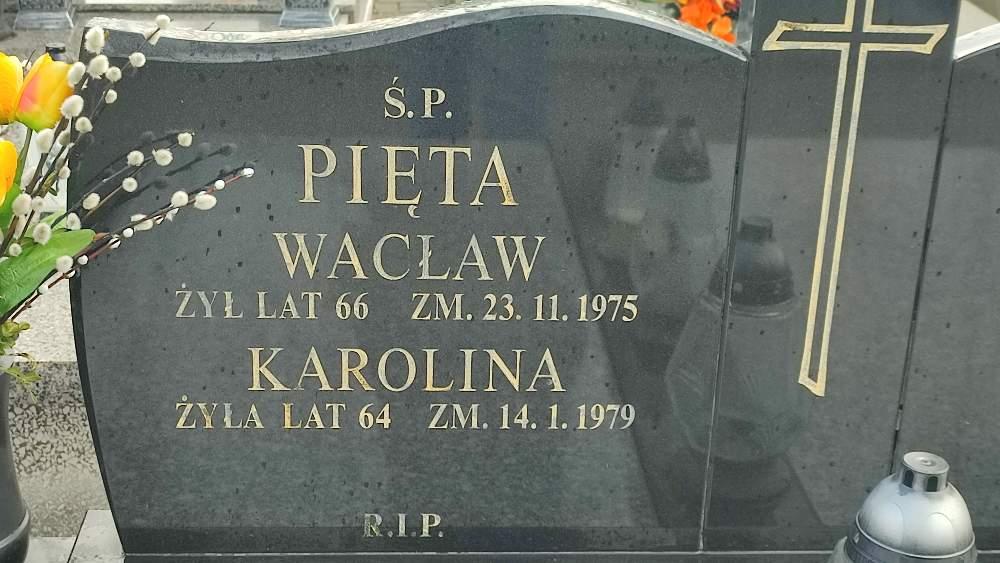 Ś.P.
PIĘTA
WACŁAW
ŻYŁ LAT 66 ZM. 23. 11. 1975
KAROLINA
ŻYŁA LAT 64 ZM. 14. 1. 1979
R.I.P.